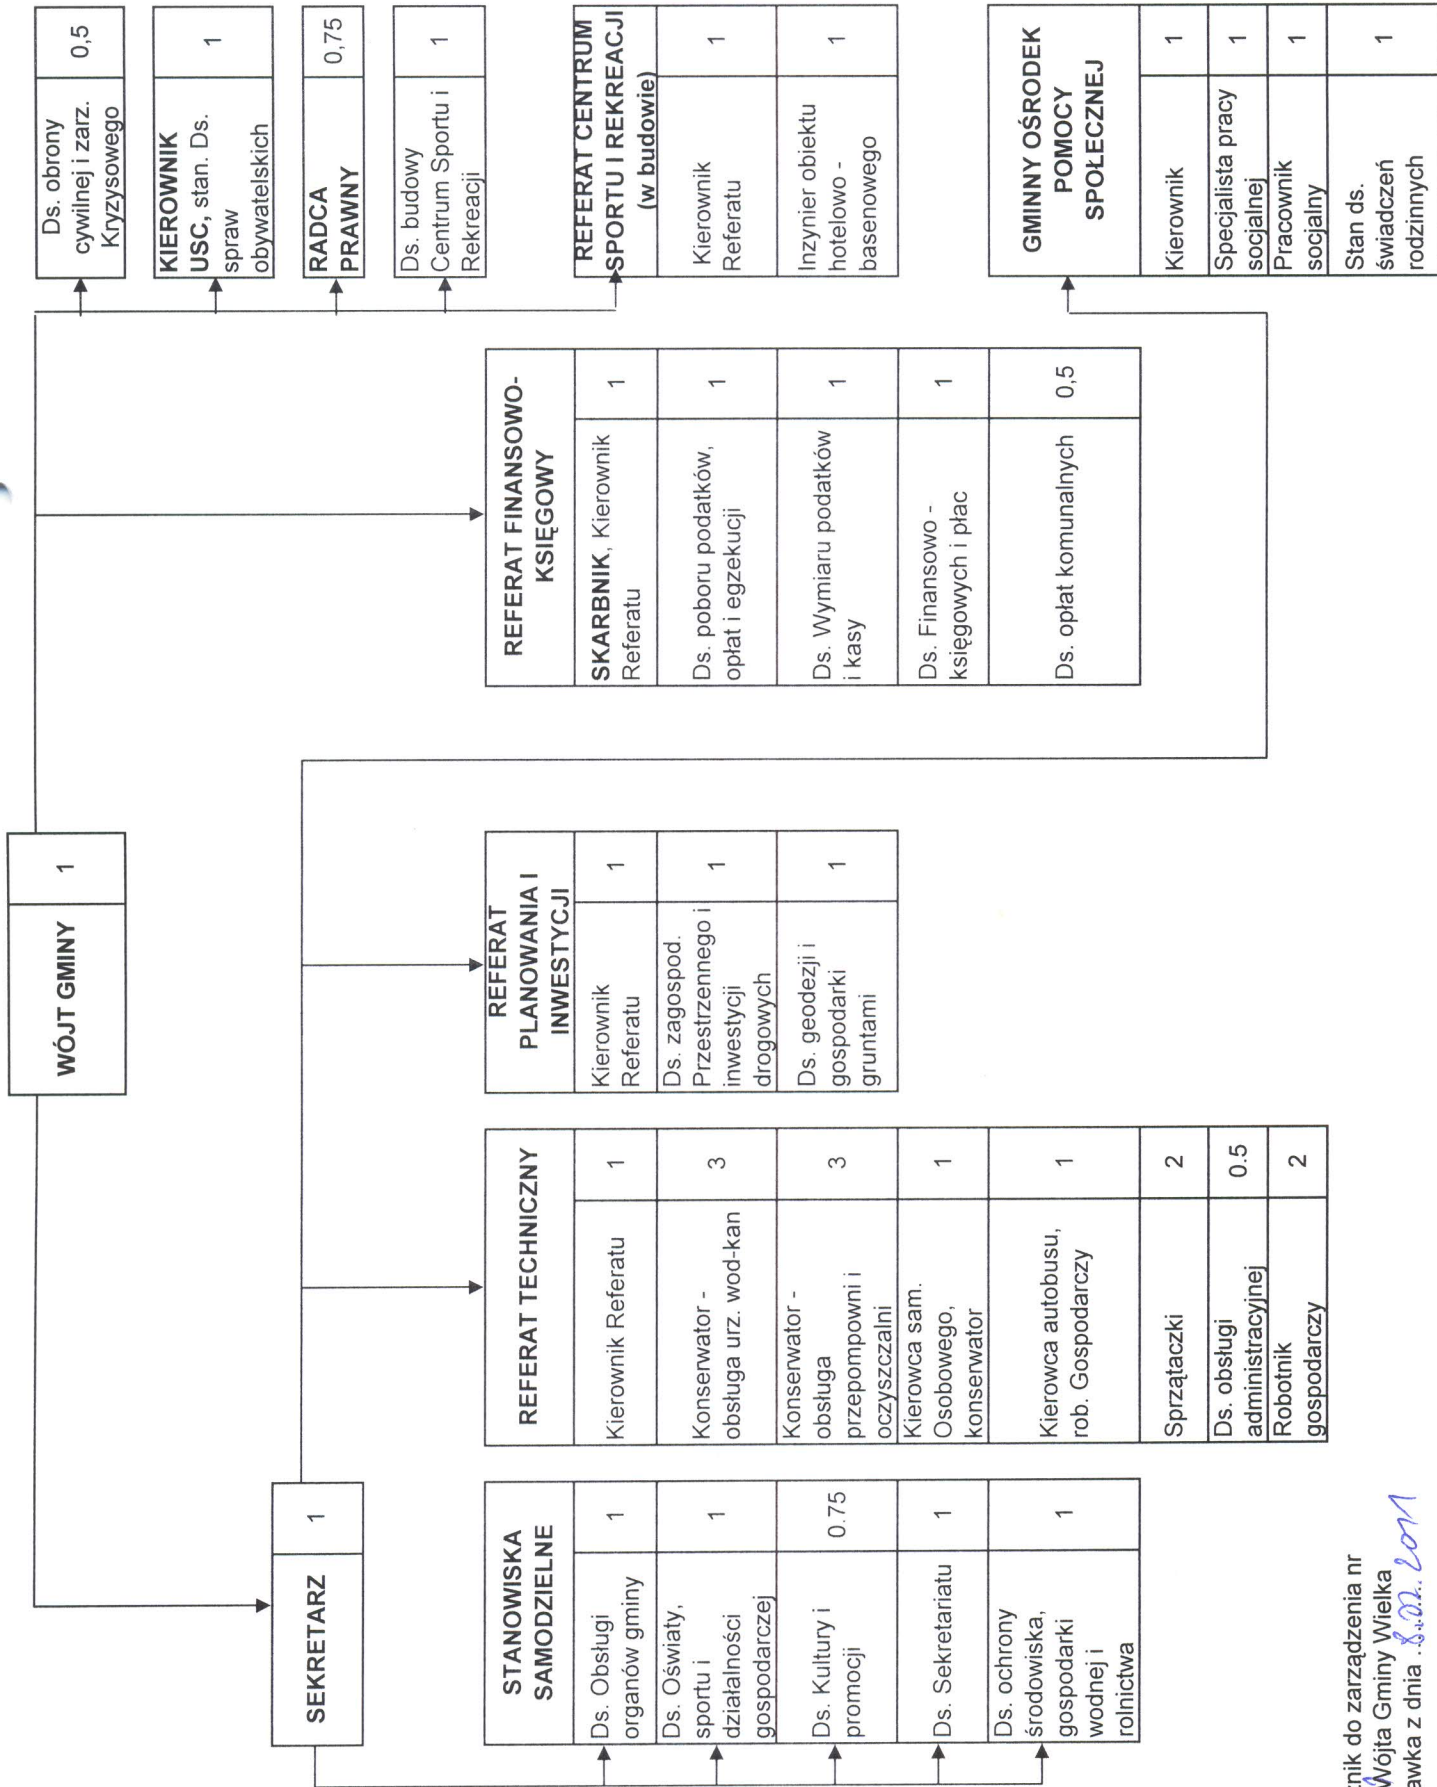 WÓJT GMINY 1
SEKRETARZ 1
STANOWISKA
SAMODZIELNE
Ds. Obsługi
organów gminy 1
Ds. Oświaty,
sportu i
działalności
gospodarczej 1
Ds. Kultury i
promocji 0.75
Ds. Sekretariatu 1
Ds. ochrony
środowiska,
gospodarki
wodnej i
rolnictwa 1
REFERAT TECHNICZNY
Kierownik Referatu 1
Konserwator -
obsługa urz. wod-kan 3
Konserwator -
obsługa
przepompowni i
oczyszczalni 3
Kierowca sam.
Osobowego,
konserwator 1
Kierowca autobusu,
rob. Gospodarczy 1
Sprzątaczki 2
Ds. obsługi
administracyjnej 0.5
Robotnik
gospodarczy 2
REFERAT
PLANOWANIA I
INWESTYCJI
Kierownik
Referatu 1
Ds. zagospod.
Przestrzennego i
inwestycji
drogowych 1
Ds. geodezji i
gospodarki
gruntami 1
REFERAT FINANSOWO-
KSIĘGOWY
SKARBNIK, Kierownik
Referatu 1
Ds. poboru podatków,
opłat i egzekucji 1
Ds. Wymiaru podatków
i kasy 1
Ds. Finansowo -
księgowych i płac 1
Ds. opłat komunalnych 0,5
Ds. obrony
cywilnej i zarz.
Kryzysowego 0,5
KIEROWNIK
USC, stan. Ds.
spraw
obywatelskich 1
RADCA
PRAWNY 0,75
Ds. budowy
Centrum Sportu i
Rekreacji 1
REFERAT CENTRUM
SPORTU I REKREACJI
(w budowie)
Kierownik
Referatu 1
Inzynier obiektu
hotelowo -
basenowego 1
GMINNY OŚRODEK
POMOCY
SPOŁECZNEJ
Kierownik 1
Specjalista pracy
socjalnej 1
Pracownik
socjalny 1
Stan ds.
świadczeń
rodzinnych 1
nik do zarządzenia nr
Wójta Gminy Wielka
awka z dnia 8.02.2011